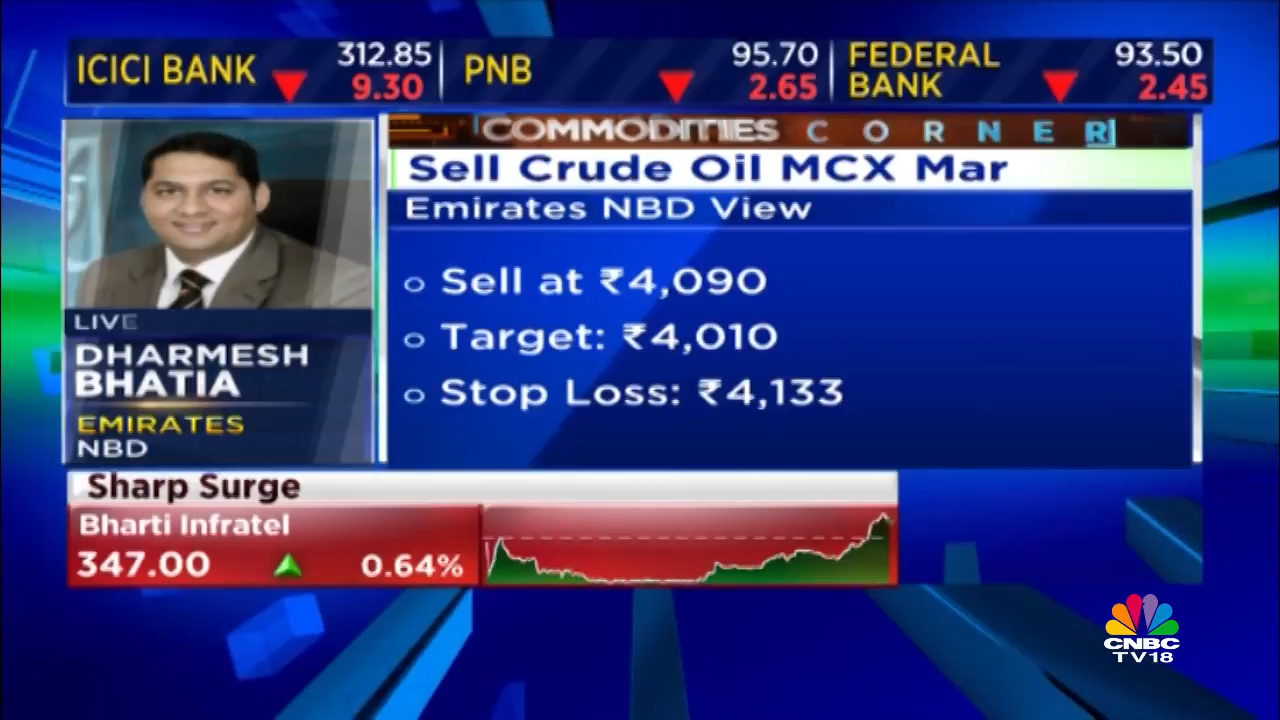 ICICI BANK 312.85 9.30
PNB 95.70 2.65
FEDERAL BANK 93.50 2.45
COMMODITIES CORNER
Sell Crude Oil MCX Mar
Emirates NBD View
Sell at ₹4,090
Target: ₹4,010
Stop Loss: ₹4,133
LIVE
DHARMESH
BHATIA
EMIRATES
NBD
Sharp Surge
Bharti Infratel
347.00 0.64%
CNBC
TV18